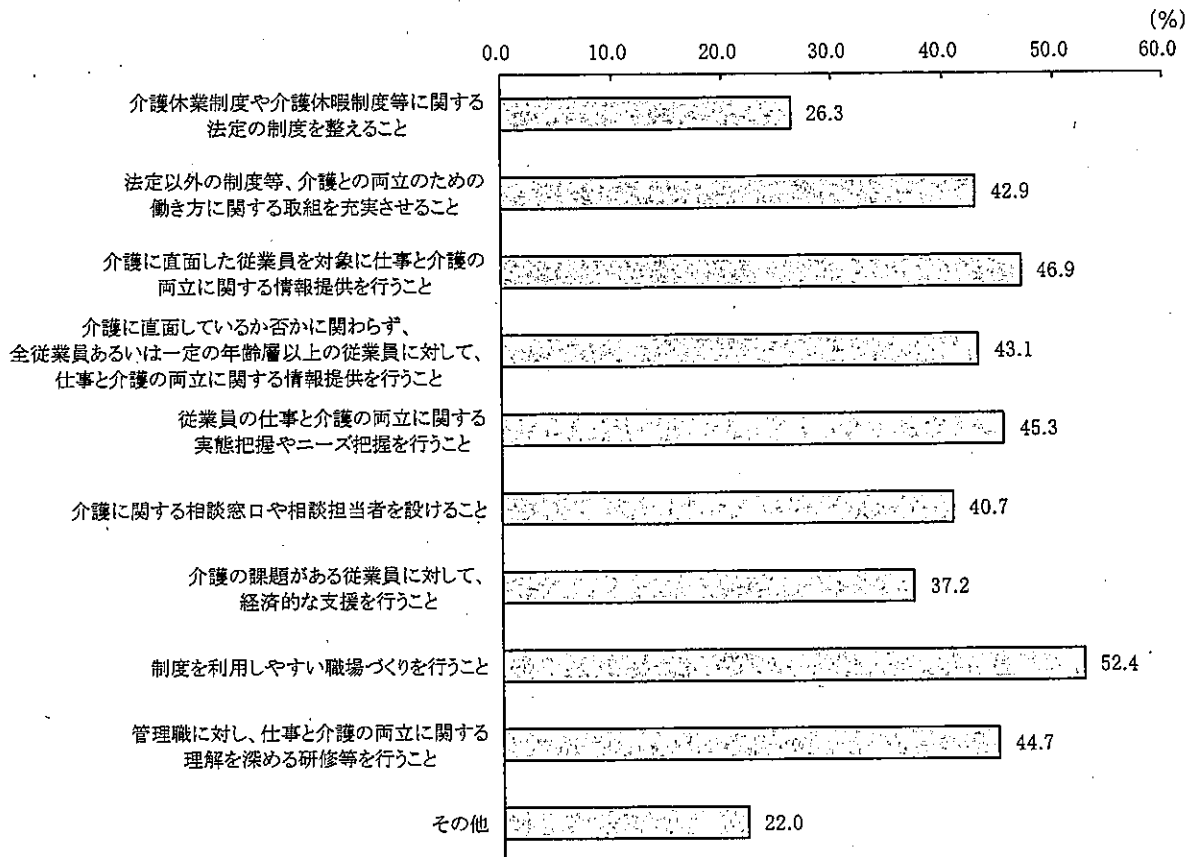 (%)
0.0 10.0 20.0 30.0 40.0 50.0 60.0
介護休業制度や介護休暇制度等に関する
法定の制度を整えること
26.3
法定以外の制度等、介護との両立のための
働き方に関する取組を充実させること
42.9
介護に直面した従業員を対象に仕事と介護の
両立に関する情報提供を行うこと
46.9
介護に直面しているか否かに関わらず、
全従業員あるいは一定の年齢層以上の従業員に対して、
仕事と介護の両立に関する情報提供を行うこと
43.1
従業員の仕事と介護の両立に関する
実態把握やニーズ把握を行うこと
45.3
介護に関する相談窓口や相談担当者を設けること
40.7
介護の課題がある従業員に対して、
経済的な支援を行うこと
37.2
制度を利用しやすい職場づくりを行うこと
52.4
管理職に対し、仕事と介護の両立に関する
理解を深める研修等を行うこと
44.7
その他
22.0